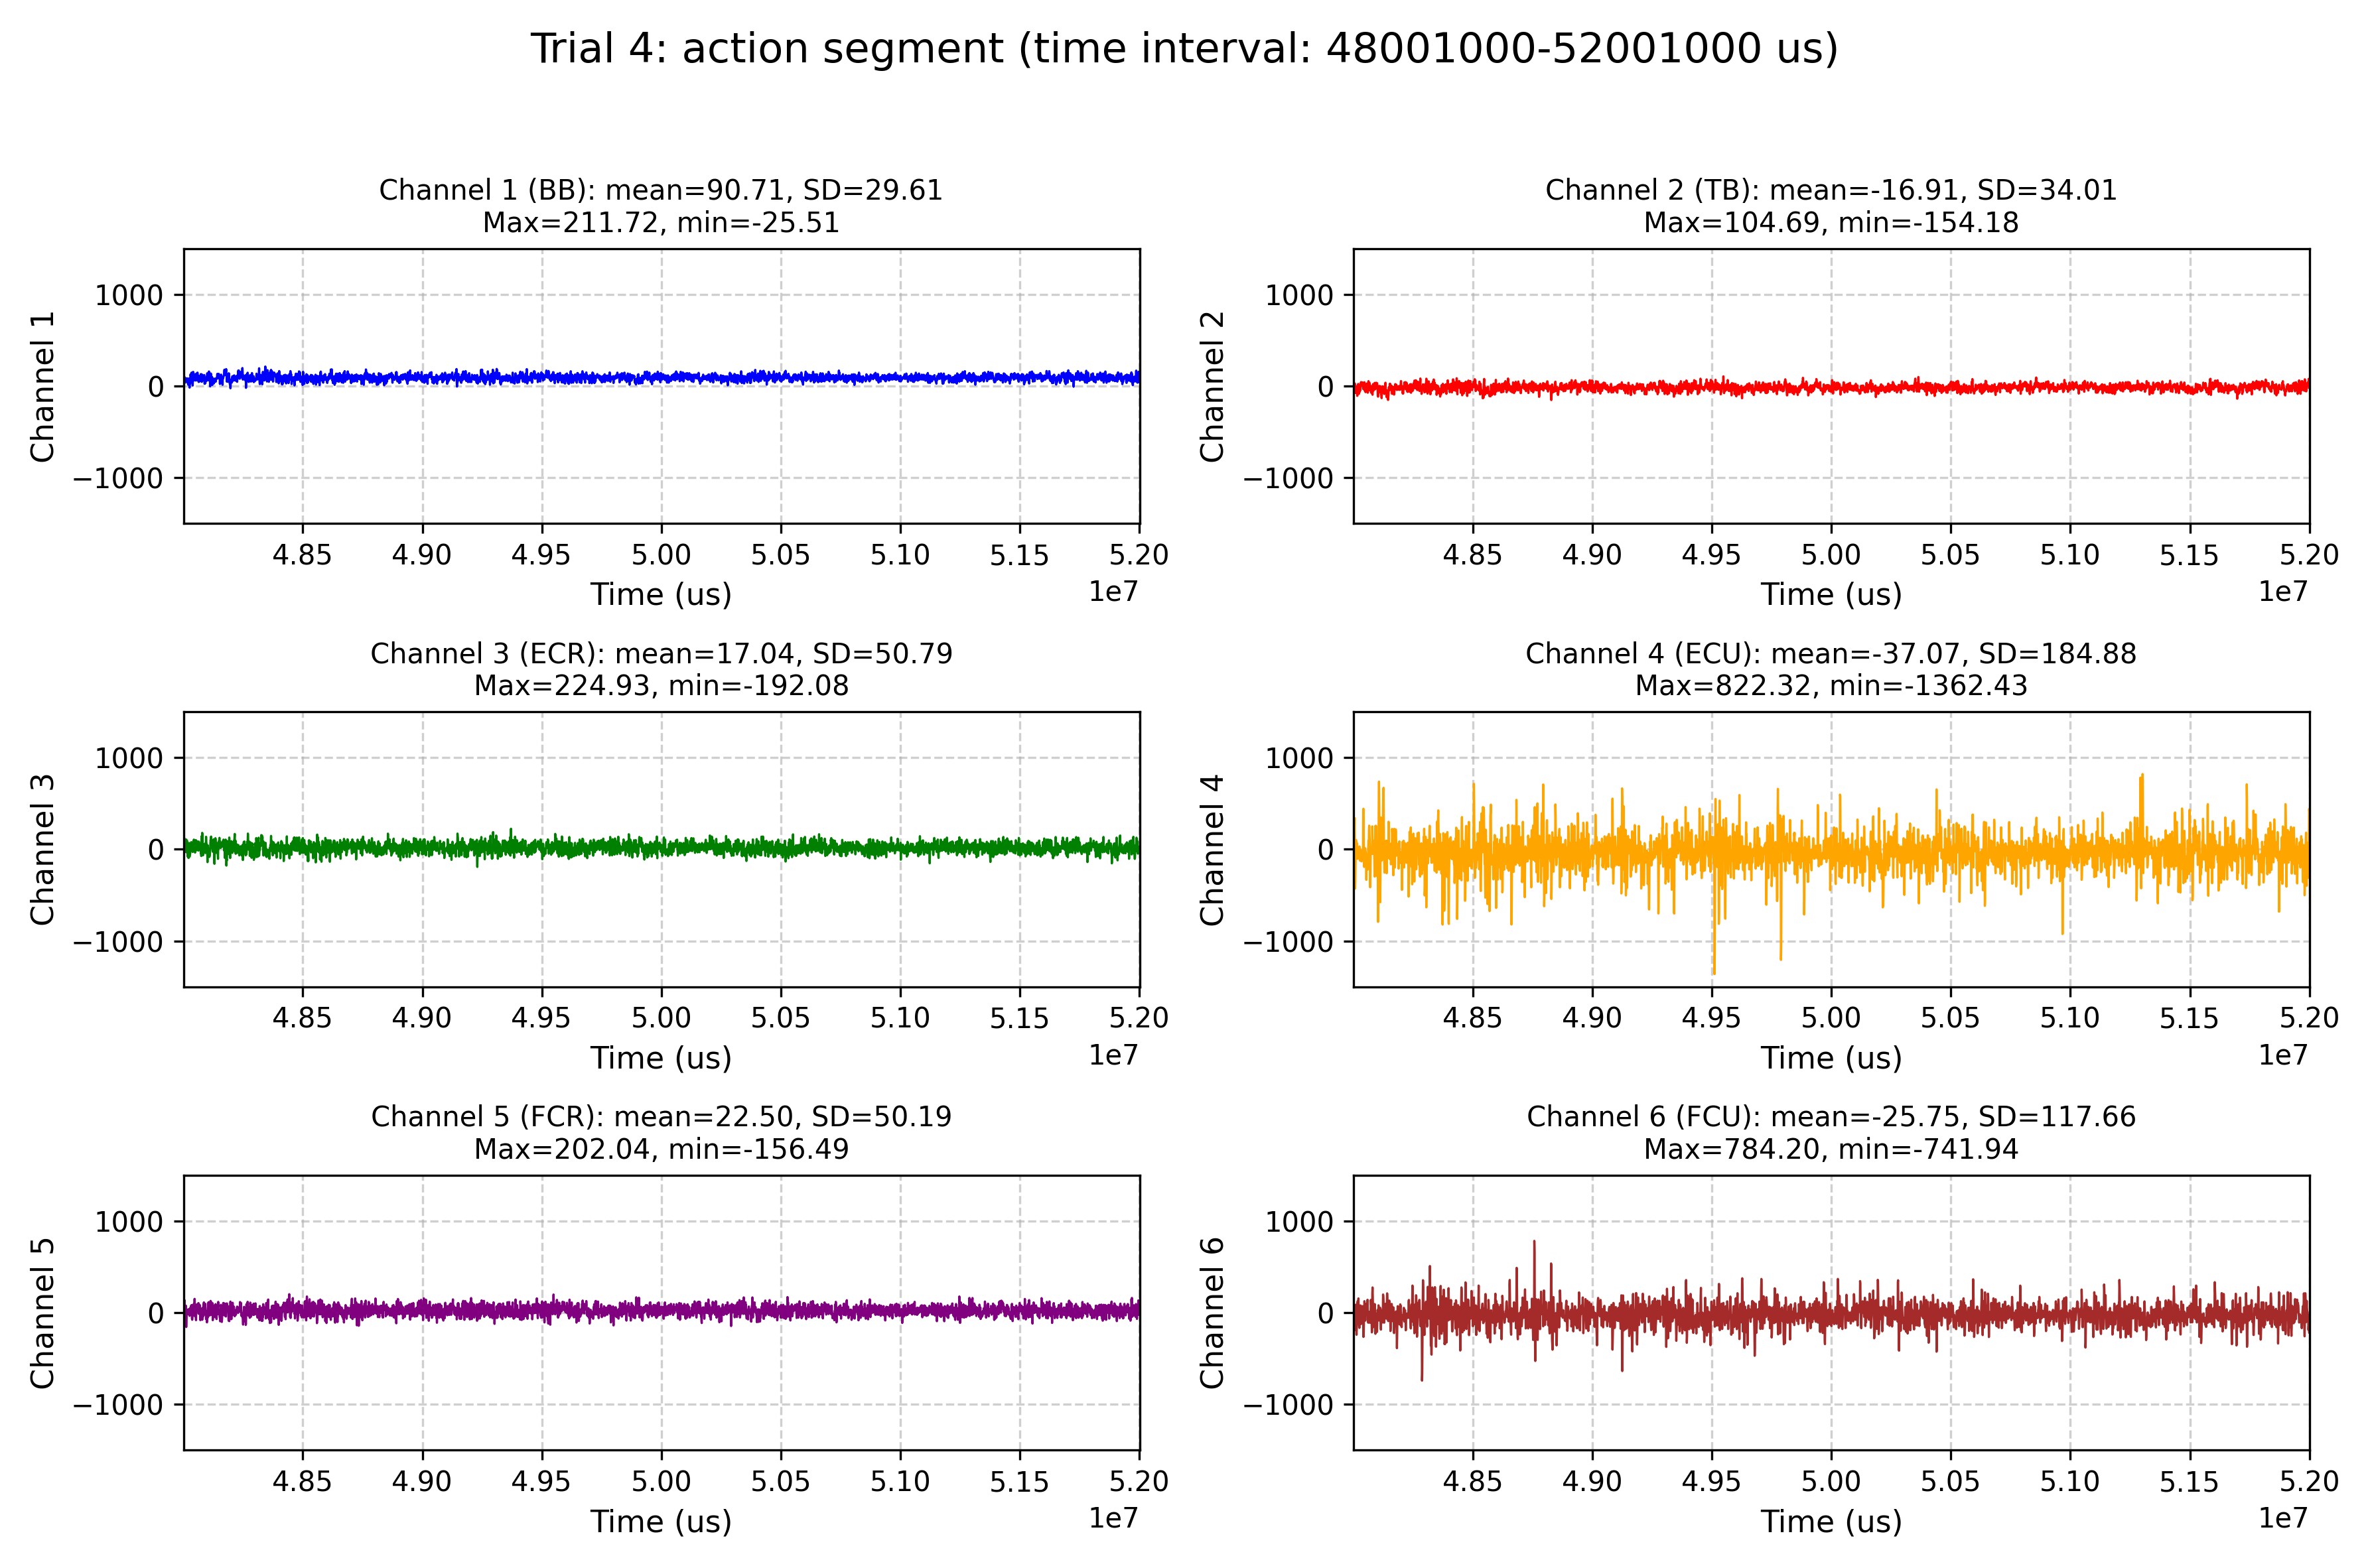 Trial 4: action segment (time interval: 48001000-52001000 us)
Channel 1 (BB): mean=90.71, SD=29.61
Max=211.72, min=-25.51
Channel 1
1000
0
−1000
4.85 4.90 4.95 5.00 5.05 5.10 5.15 5.20
Time (us)
1e7
Channel 2 (TB): mean=-16.91, SD=34.01
Max=104.69, min=-154.18
Channel 2
1000
0
−1000
4.85 4.90 4.95 5.00 5.05 5.10 5.15 5.20
Time (us)
1e7
Channel 3 (ECR): mean=17.04, SD=50.79
Max=224.93, min=-192.08
Channel 3
1000
0
−1000
4.85 4.90 4.95 5.00 5.05 5.10 5.15 5.20
Time (us)
1e7
Channel 4 (ECU): mean=-37.07, SD=184.88
Max=822.32, min=-1362.43
Channel 4
1000
0
−1000
4.85 4.90 4.95 5.00 5.05 5.10 5.15 5.20
Time (us)
1e7
Channel 5 (FCR): mean=22.50, SD=50.19
Max=202.04, min=-156.49
Channel 5
1000
0
−1000
4.85 4.90 4.95 5.00 5.05 5.10 5.15 5.20
Time (us)
1e7
Channel 6 (FCU): mean=-25.75, SD=117.66
Max=784.20, min=-741.94
Channel 6
1000
0
−1000
4.85 4.90 4.95 5.00 5.05 5.10 5.15 5.20
Time (us)
1e7